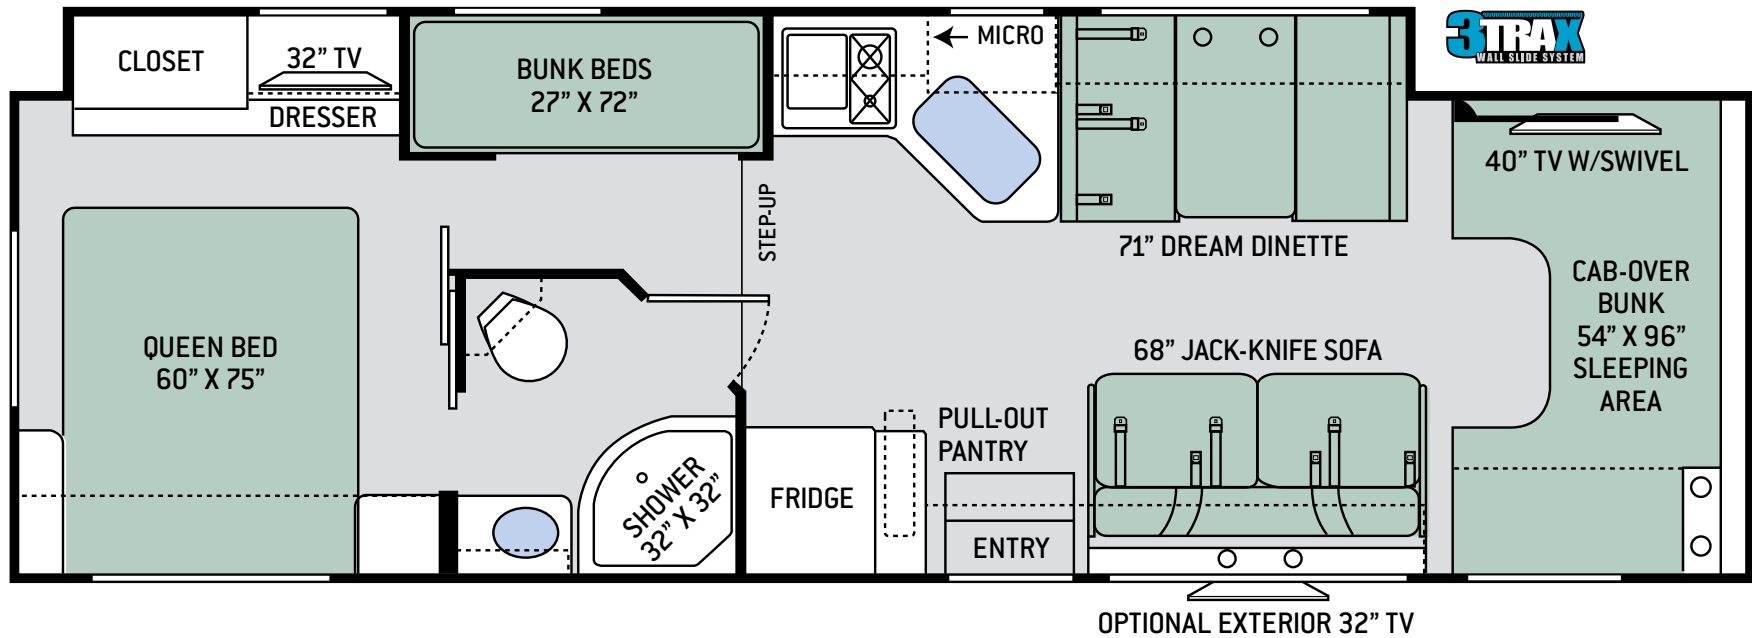 CLOSET
32” TV
DRESSER
BUNK BEDS
27” X 72”
MICRO
3TRAX
WALL SLIDE SYSTEM
40” TV W/SWIVEL
STEP-UP
71” DREAM DINETTE
CAB-OVER
BUNK
54” X 96”
SLEEPING
AREA
QUEEN BED
60” X 75”
68” JACK-KNIFE SOFA
PULL-OUT
PANTRY
SHOWER
32” X 32”
FRIDGE
ENTRY
OPTIONAL EXTERIOR 32” TV